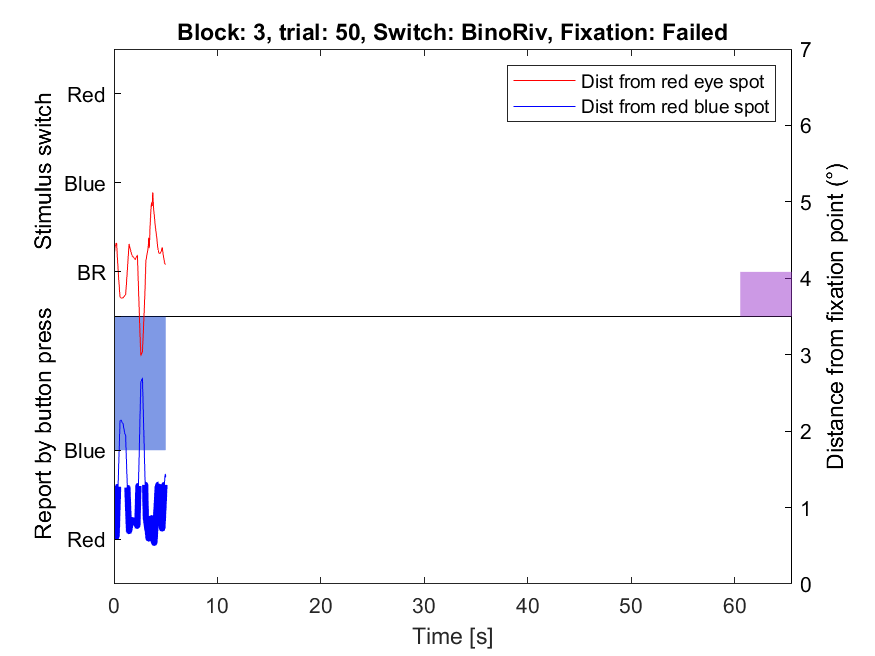 Block: 3, trial: 50, Switch: BinoRiv, Fixation: Failed
Dist from red eye spot
Dist from red blue spot
Stimulus switch
Red
Blue
BR
Report by button press
Blue
Red
Distance from fixation point (°)
7
6
5
4
3
2
1
0
0 10 20 30 40 50 60
Time [s]